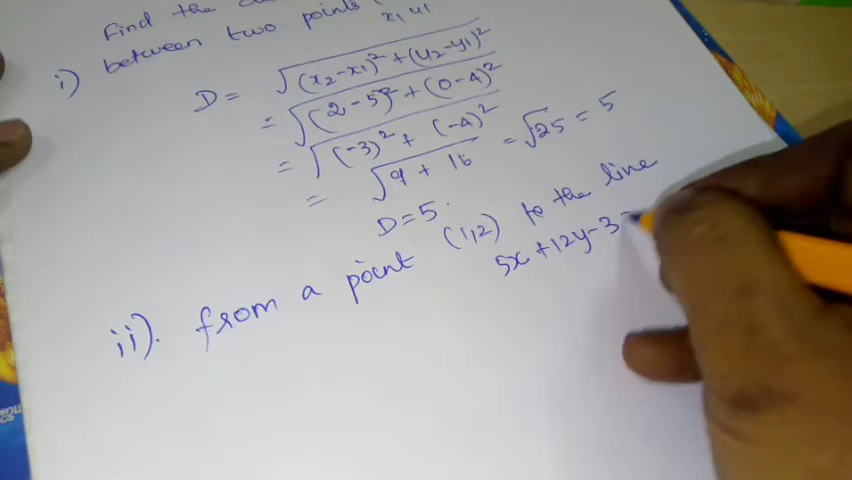 Find the
i) between two points (
x₁ y₁
D = √(x₂-x₁)² + (y₂-y₁)²
= √(2-5)² + (0-4)²
= √(-3)² + (-4)²
= √9 + 16 = √25 = 5
D = 5.
ii). from a point (1,2) to the line
5x + 12y - 3 =